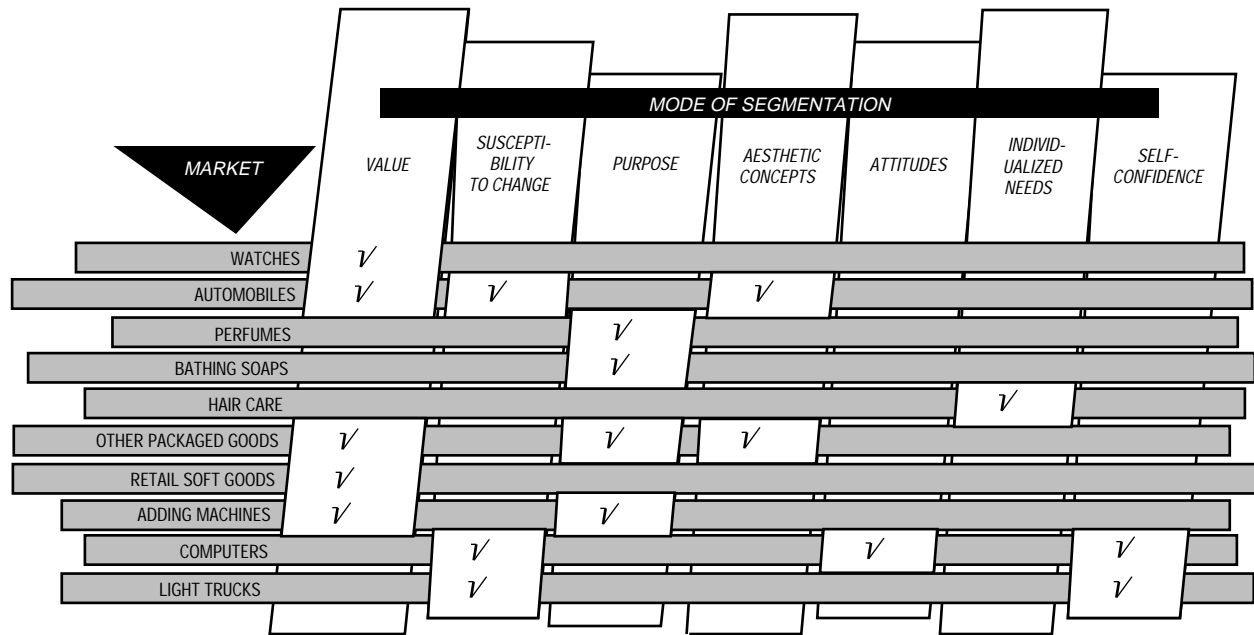 MODE OF SEGMENTATION
MARKET
VALUE
SUSCEPTI-
BILITY
TO CHANGE
PURPOSE
AESTHETIC
CONCEPTS
ATTITUDES
INDIVID-
UALIZED
NEEDS
SELF-
CONFIDENCE
WATCHES √
AUTOMOBILES √ √ √
PERFUMES √
BATHING SOAPS √
HAIR CARE √
OTHER PACKAGED GOODS √ √ √
RETAIL SOFT GOODS √
ADDING MACHINES √ √
COMPUTERS √ √ √
LIGHT TRUCKS √ √